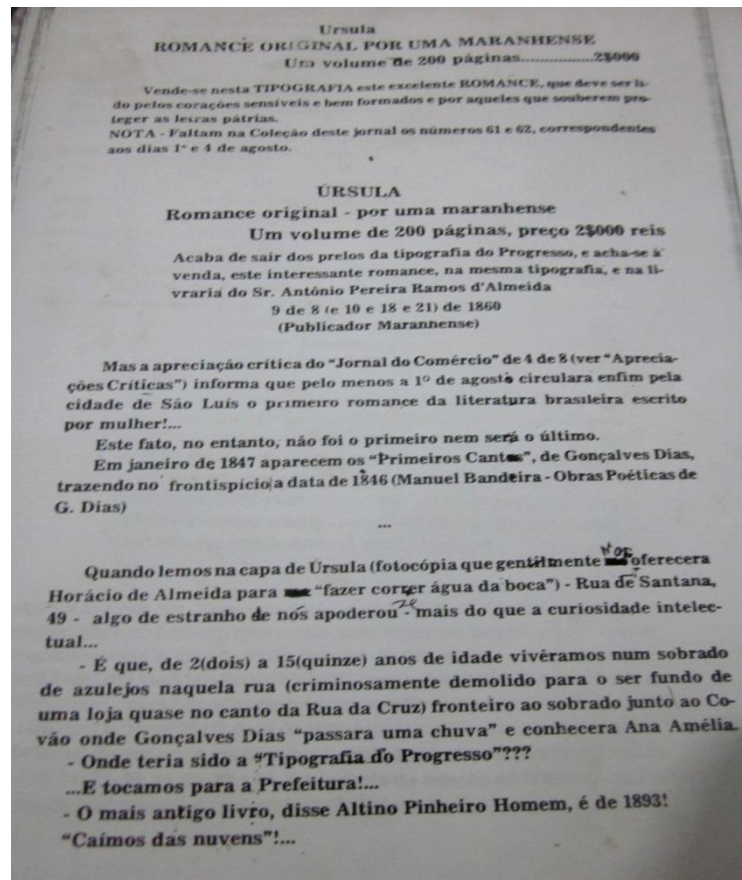 Ursula
ROMANCE ORIGINAL POR UMA MARANHENSE
Um volume de 200 páginas.................2$000
Vende-se nesta TIPOGRAFIA este excelente ROMANCE, que deve ser li-
do pelos corações sensíveis e bem formados e por aqueles que souberem pro-
teger as letras pátrias.
NOTA - Faltam na Coleção deste jornal os números 61 e 62, correspondentes
aos dias 1º e 4 de agosto.
ÚRSULA
Romance original - por uma maranhense
Um volume de 200 páginas, preço 2$000 reis
Acaba de sair dos prelos da tipografia do Progresso, e acha-se à
venda, este interessante romance, na mesma tipografia, e na li-
vraria do Sr. Antônio Pereira Ramos d'Almeida
9 de 8 (e 10 e 18 e 21) de 1860
(Publicador Maranhense)
Mas a apreciação crítica do "Jornal do Comércio" de 4 de 8 (ver "Aprecia-
ções Críticas") informa que pelo menos a 1º de agosto circulara enfim pela
cidade de São Luís o primeiro romance da literatura brasileira escrito
por mulher!...
Este fato, no entanto, não foi o primeiro nem será o último.
Em janeiro de 1847 aparecem os "Primeiros Cantos", de Gonçalves Dias,
trazendo no frontispício a data de 1846 (Manuel Bandeira - Obras Poéticas de
G. Dias)
...
Quando lemos na capa de Úrsula (fotocópia que gentilmente nos oferecera
Horácio de Almeida para "fazer correr água da boca") - Rua de Santana,
49 - algo de estranho de nós apoderou-se - mais do que a curiosidade intelec-
tual...
- É que, de 2(dois) a 15(quinze) anos de idade vivêramos num sobrado
de azulejos naquela rua (criminosamente demolido para o ser fundo de
uma loja quase no canto da Rua da Cruz) fronteiro ao sobrado junto ao Co-
vão onde Gonçalves Dias "passara uma chuva" e conhecera Ana Amélia.
- Onde teria sido a "Tipografia do Progresso"???
...E tocamos para a Prefeitura!...
- O mais antigo livro, disse Altino Pinheiro Homem, é de 1893!
"Caímos das nuvens"!...